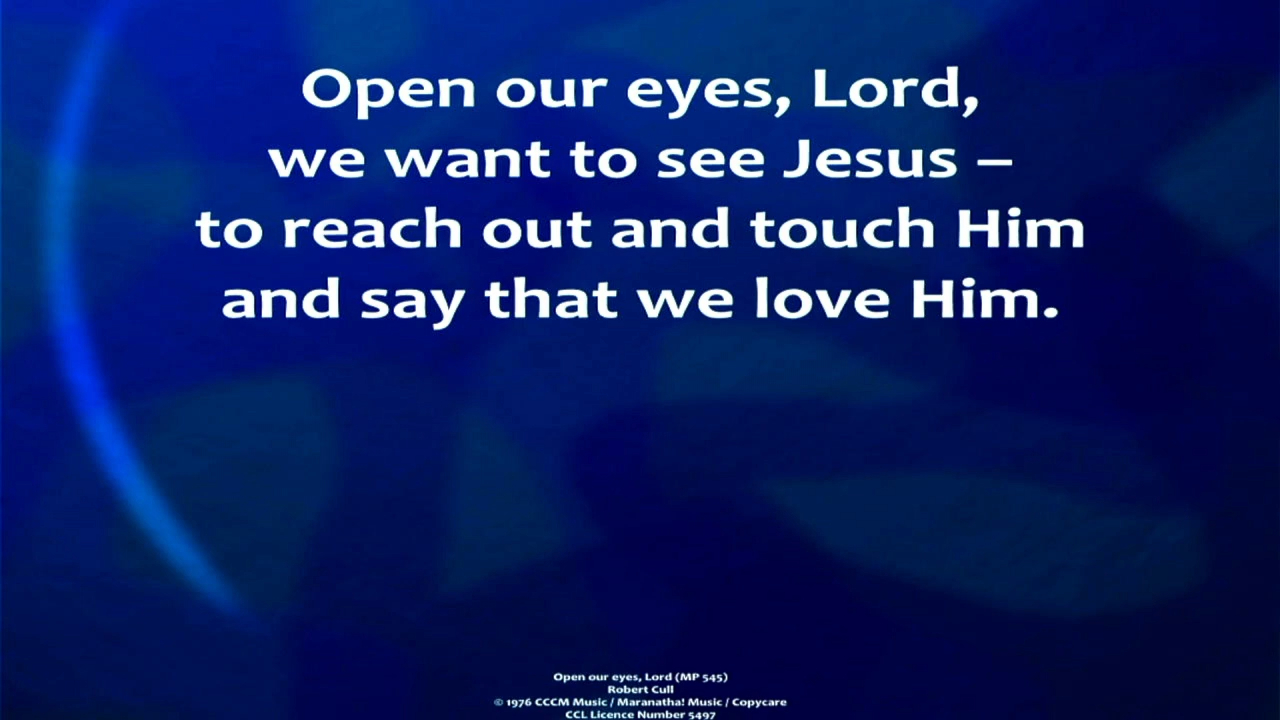 Open our eyes, Lord,
we want to see Jesus –
to reach out and touch Him
and say that we love Him.
Open our eyes, Lord (MP 545)
Robert Cull
© 1976 CCCM Music / Maranatha! Music / Copycare
CCL Licence Number 5497